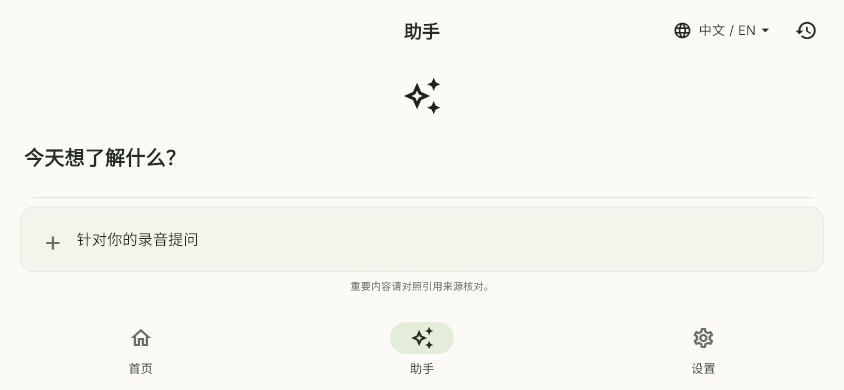 助手
中文 / EN
今天想了解什么？
针对你的录音提问
重要内容请对照引用来源核对。
首页
助手
设置